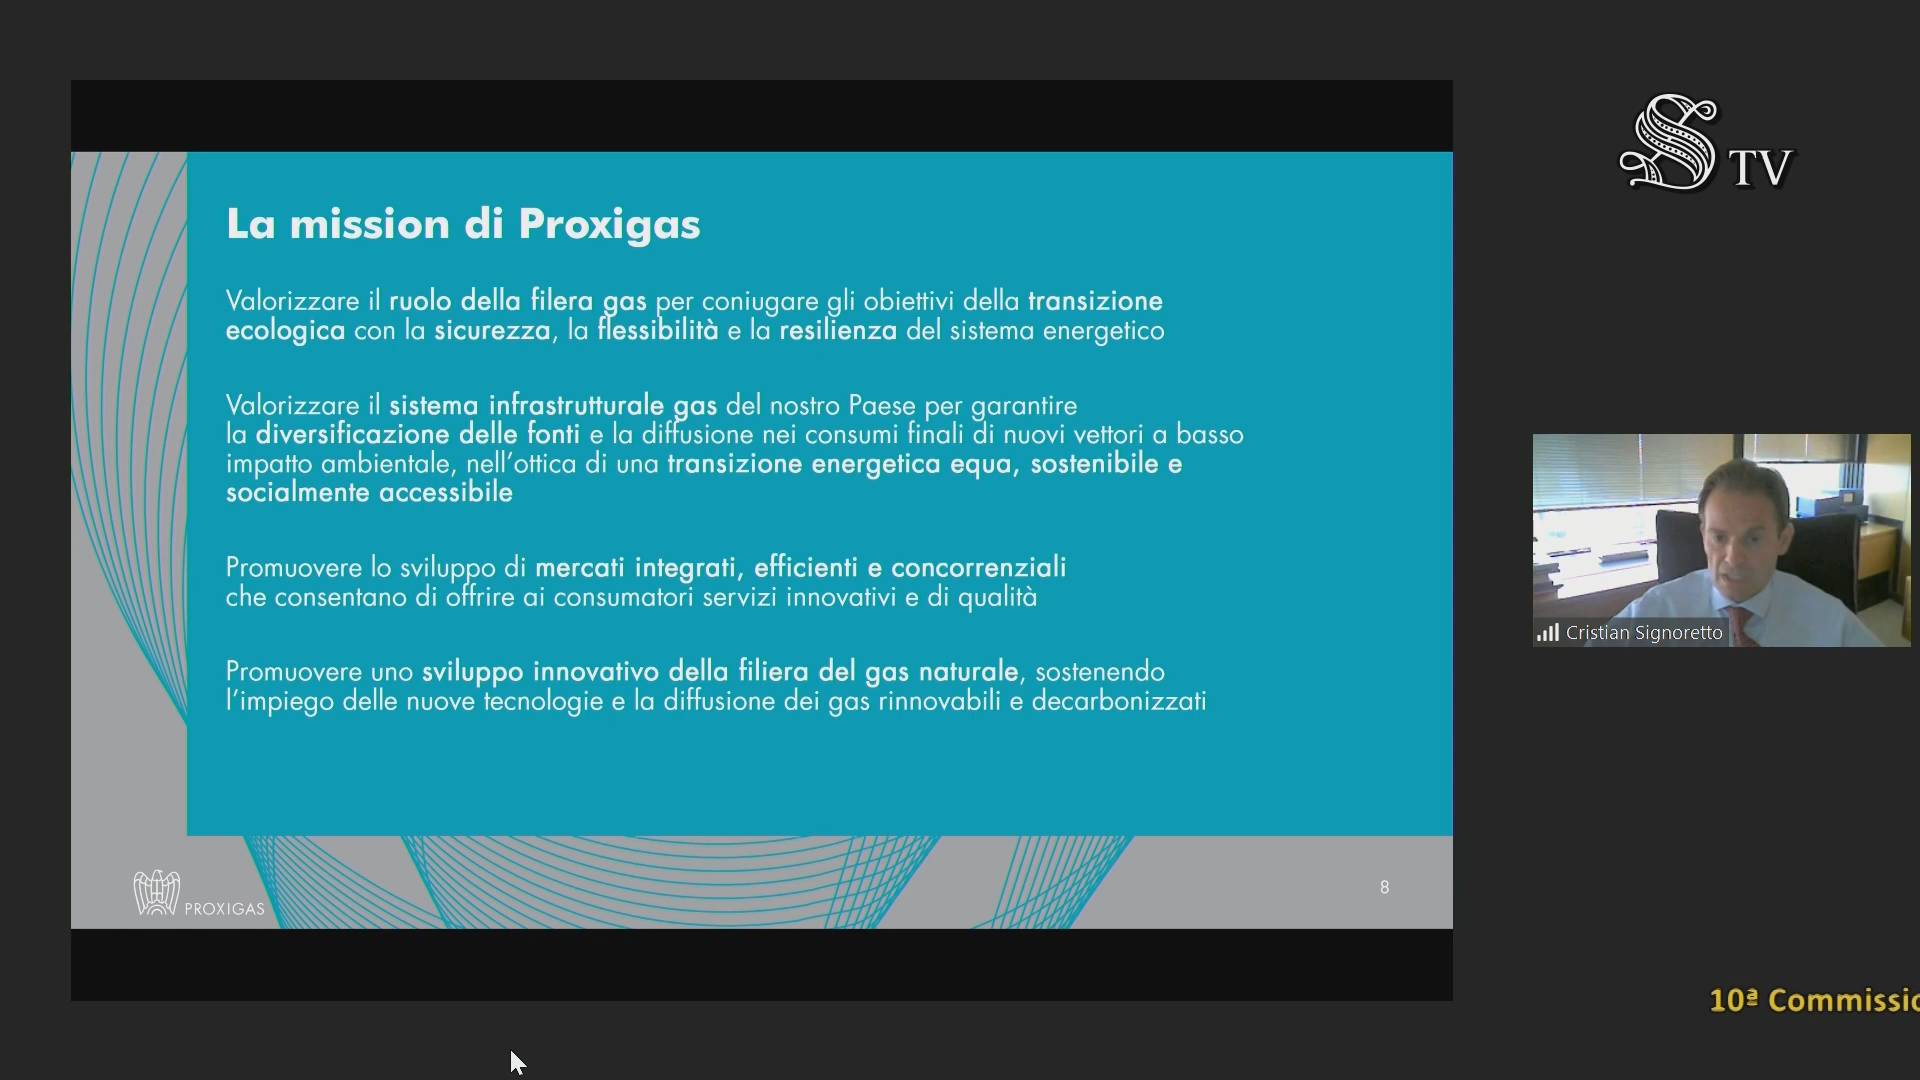 La mission di Proxigas
Valorizzare il ruolo della filera gas per coniugare gli obiettivi della transizione
ecologica con la sicurezza, la flessibilità e la resilienza del sistema energetico
Valorizzare il sistema infrastrutturale gas del nostro Paese per garantire
la diversificazione delle fonti e la diffusione nei consumi finali di nuovi vettori a basso
impatto ambientale, nell’ottica di una transizione energetica equa, sostenibile e
socialmente accessibile
Promuovere lo sviluppo di mercati integrati, efficienti e concorrenziali
che consentano di offrire ai consumatori servizi innovativi e di qualità
Promuovere uno sviluppo innovativo della filiera del gas naturale, sostenendo
l’impiego delle nuove tecnologie e la diffusione dei gas rinnovabili e decarbonizzati
PROXIGAS
8
S TV
Cristian Signoretto
10ª Commissio